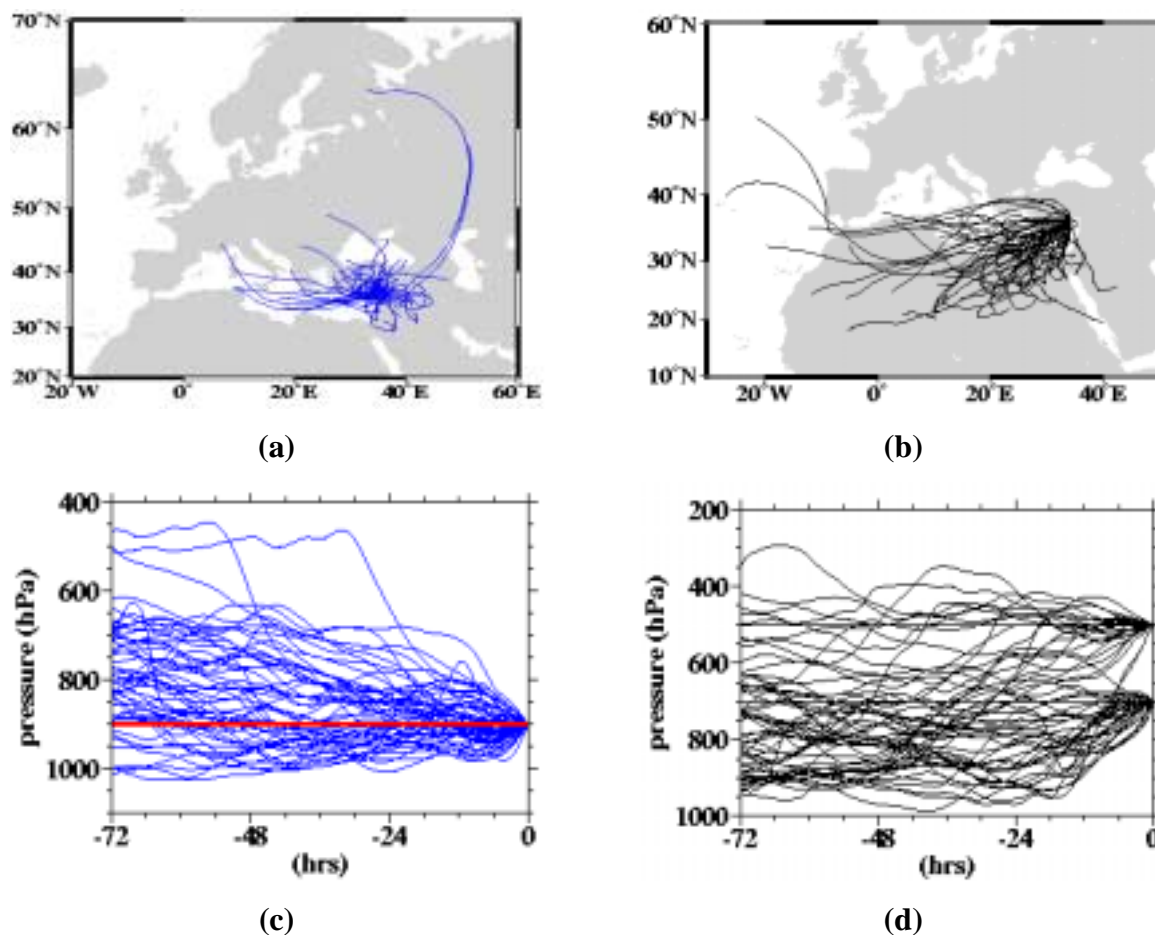 70°N
60°N
50°N
40°N
30°N
20°N
20°W 0° 20°E 40°E 60°E
(a)
60°N
50°N
40°N
30°N
20°N
10°N
20°W 0° 20°E 40°E
(b)
400
600
800
1000
pressure (hPa)
-72 -48 -24 0
(hrs)
(c)
200
400
600
800
1000
pressure (hPa)
-72 -48 -24 0
(hrs)
(d)